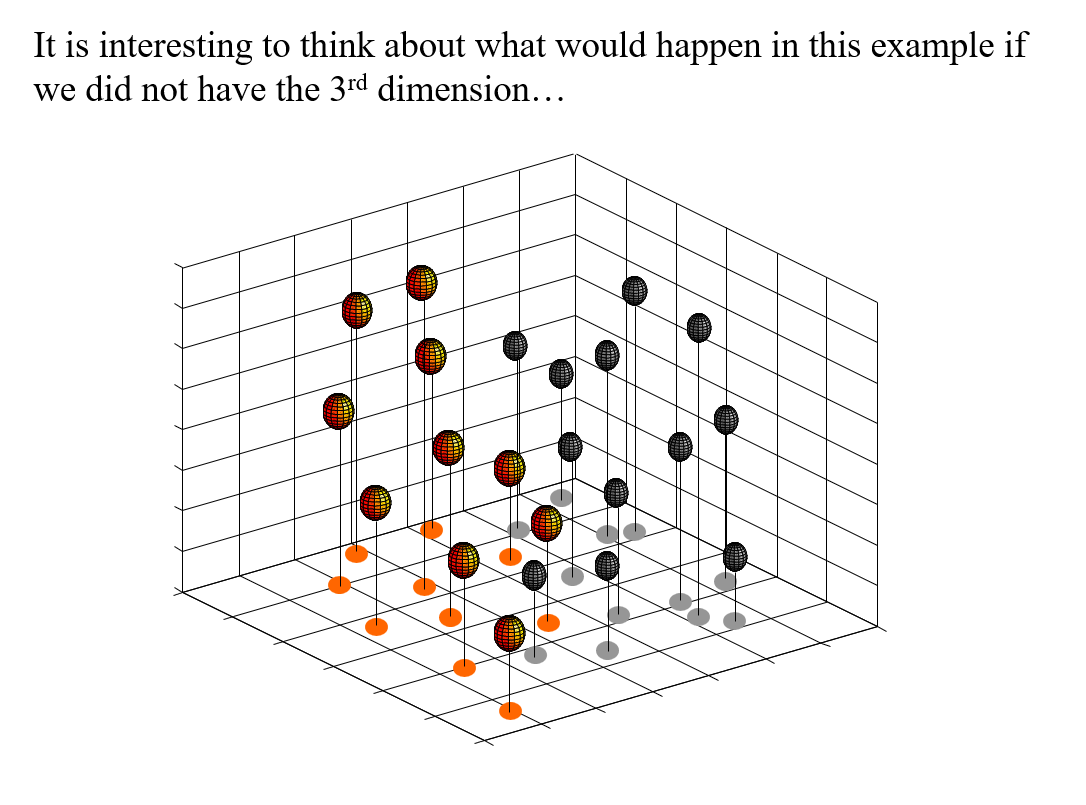 It is interesting to think about what would happen in this example if
we did not have the 3rd dimension…